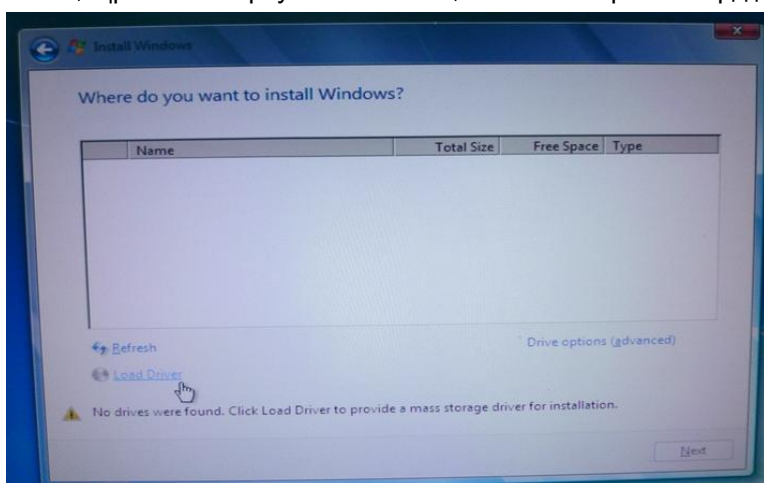 Install Windows
Where do you want to install Windows?
Name Total Size Free Space Type
Refresh
Drive options (advanced)
Load Driver
No drives were found. Click Load Driver to provide a mass storage driver for installation.
Next